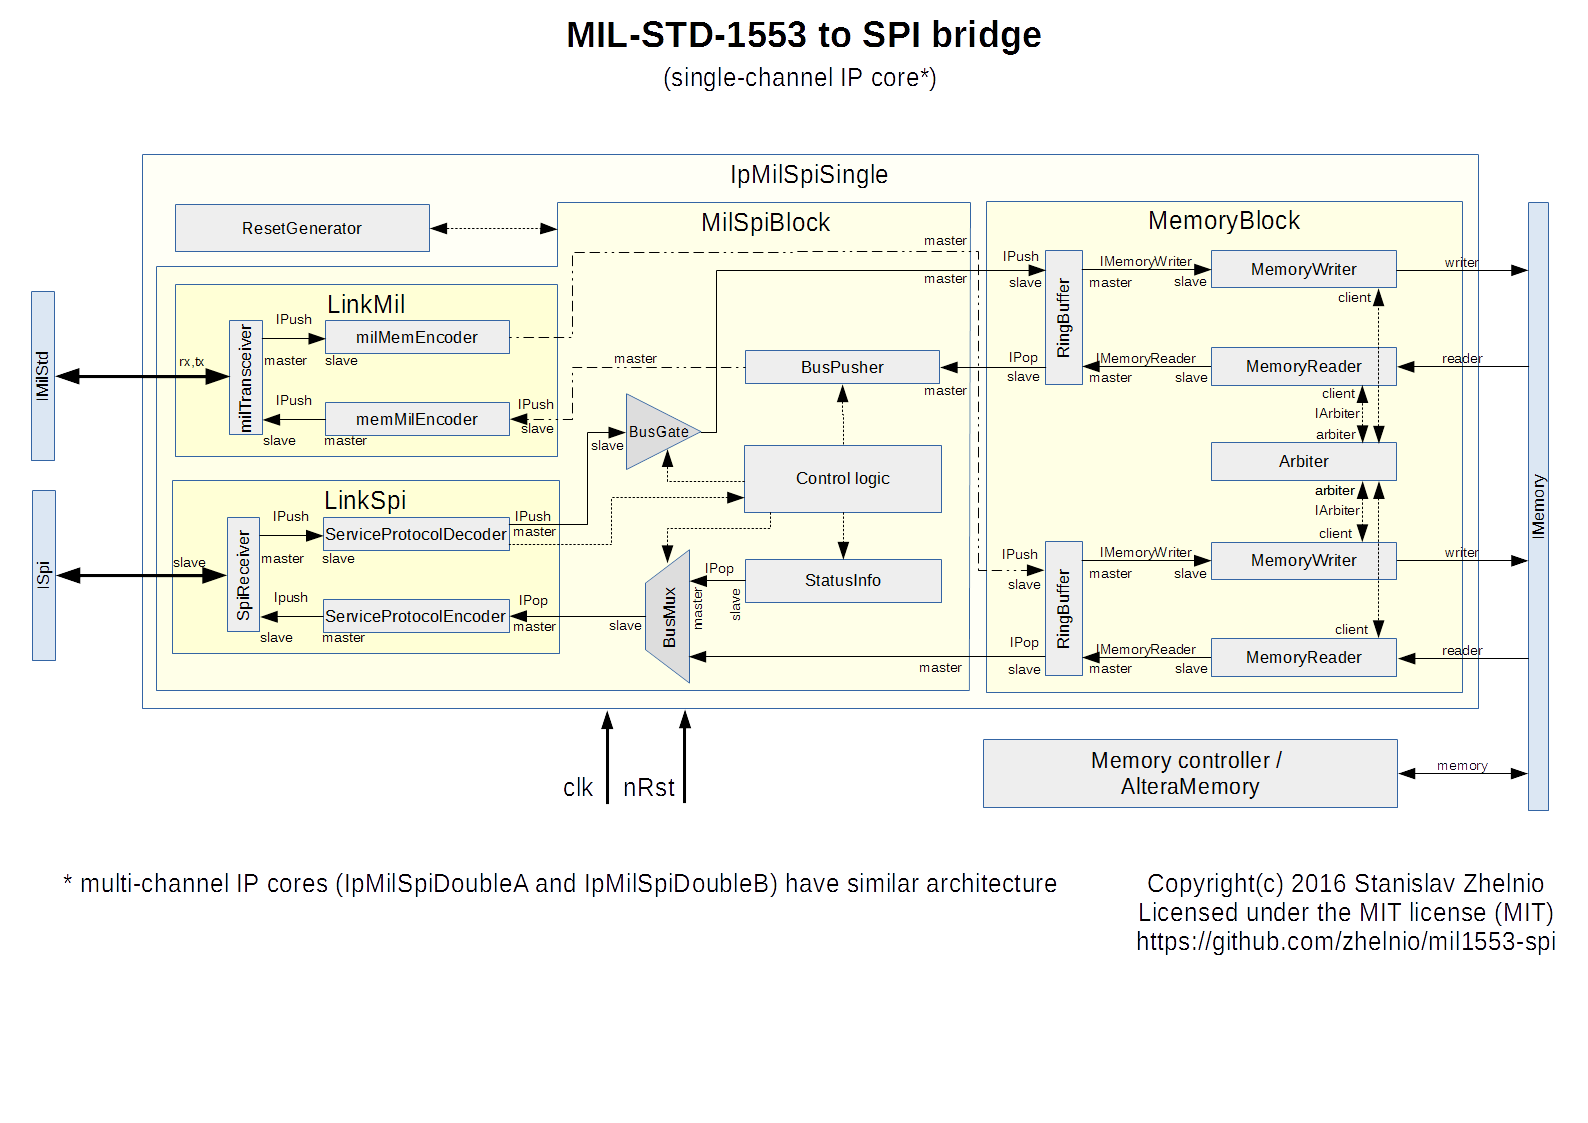 MIL-STD-1553 to SPI bridge
(single-channel IP core*)
IpMilSpiSingle
ResetGenerator
MilSpiBlock
MemoryBlock
master
IPush
master
slave
RingBuffer
IMemoryWriter
master
slave
MemoryWriter
writer
client
LinkMil
IMilStd
rx,tx
milTransceiver
IPush
master
slave
milMemEncoder
IPush
slave
master
memMilEncoder
IPush
slave
master
BusPusher
master
IPop
slave
IMemoryReader
master
slave
MemoryReader
reader
client
IArbiter
arbiter
Arbiter
arbiter
IArbiter
client
slave
BusGate
Control logic
IMemory
LinkSpi
ISpi
slave
SpiReceiver
IPush
master
slave
ServiceProtocolDecoder
IPush
master
Ipush
slave
master
ServiceProtocolEncoder
IPop
master
slave
BusMux
IPop
master
slave
StatusInfo
IPush
slave
RingBuffer
IMemoryWriter
master
slave
MemoryWriter
writer
client
master
IPop
slave
IMemoryReader
master
slave
MemoryReader
reader
clk
nRst
Memory controller /
AlteraMemory
memory
* multi-channel IP cores (IpMilSpiDoubleA and IpMilSpiDoubleB) have similar architecture
Copyright(c) 2016 Stanislav Zhelnio
Licensed under the MIT license (MIT)
https://github.com/zhelnio/mil1553-spi